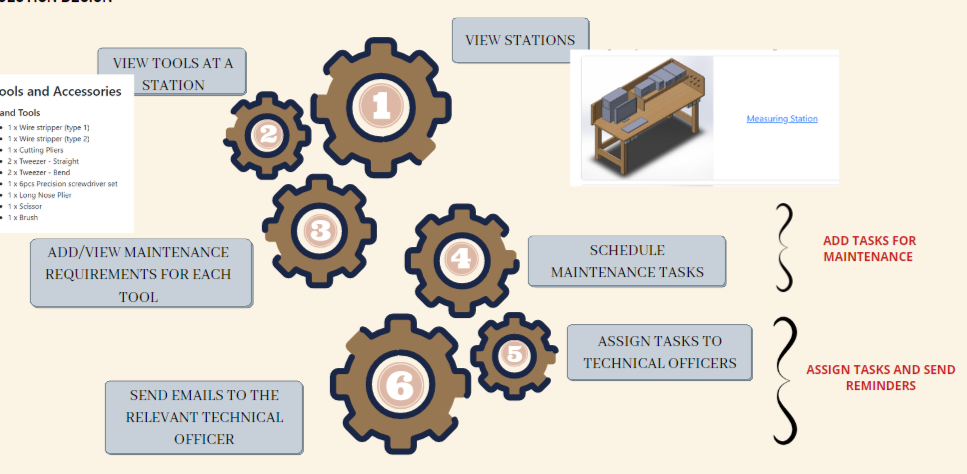 VIEW STATIONS
1
Measuring Station
VIEW TOOLS AT A
STATION
2
ools and Accessories
and Tools
1 x Wire stripper (type 1)
1 x Wire stripper (type 2)
1 x Cutting Pliers
2 x Tweezer - Straight
2 x Tweezer - Bend
1 x 6pcs Precision screwdriver set
1 x Long Nose Plier
1 x Scissor
1 x Brush
3
ADD/VIEW MAINTENANCE
REQUIREMENTS FOR EACH
TOOL
4
SCHEDULE
MAINTENANCE TASKS
ADD TASKS FOR
MAINTENANCE
5
ASSIGN TASKS TO
TECHNICAL OFFICERS
ASSIGN TASKS AND SEND
REMINDERS
6
SEND EMAILS TO THE
RELEVANT TECHNICAL
OFFICER